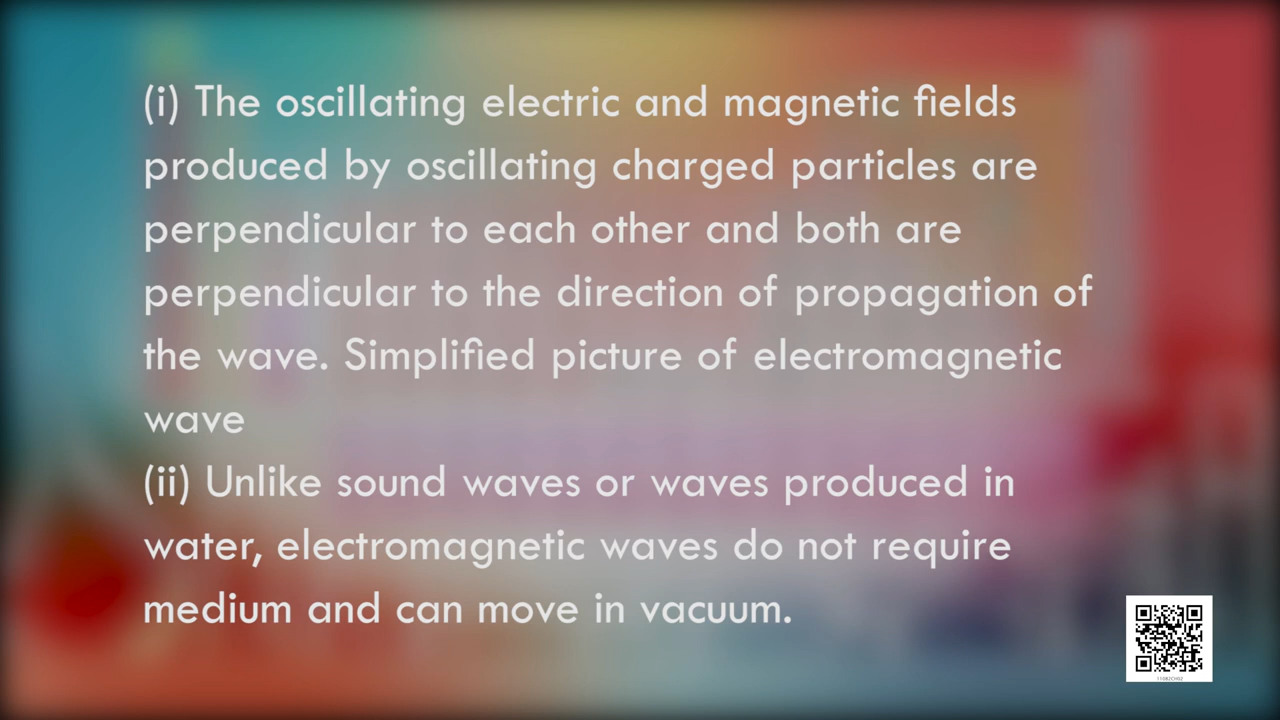 (i) The oscillating electric and magnetic fields
produced by oscillating charged particles are
perpendicular to each other and both are
perpendicular to the direction of propagation of
the wave. Simplified picture of electromagnetic
wave
(ii) Unlike sound waves or waves produced in
water, electromagnetic waves do not require
medium and can move in vacuum.